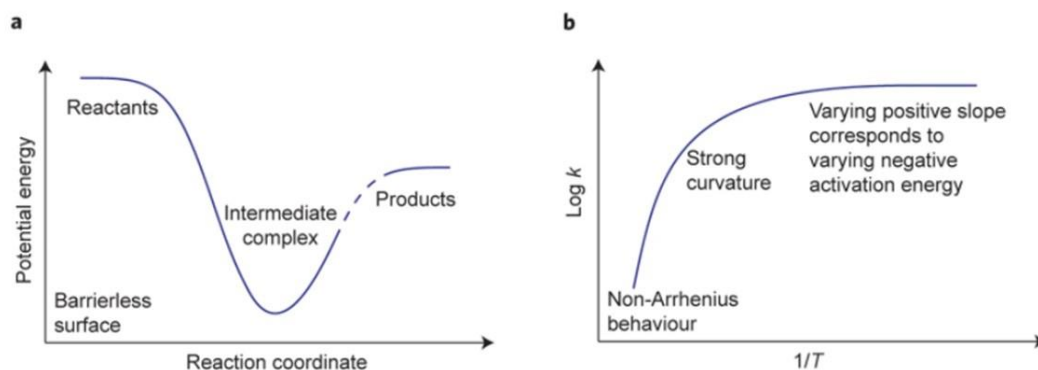 a
Potential energy
Reactants
Intermediate
complex
Products
Barrierless
surface
Reaction coordinate
b
Log k
Strong
curvature
Varying positive slope
corresponds to
varying negative
activation energy
Non-Arrhenius
behaviour
1/T